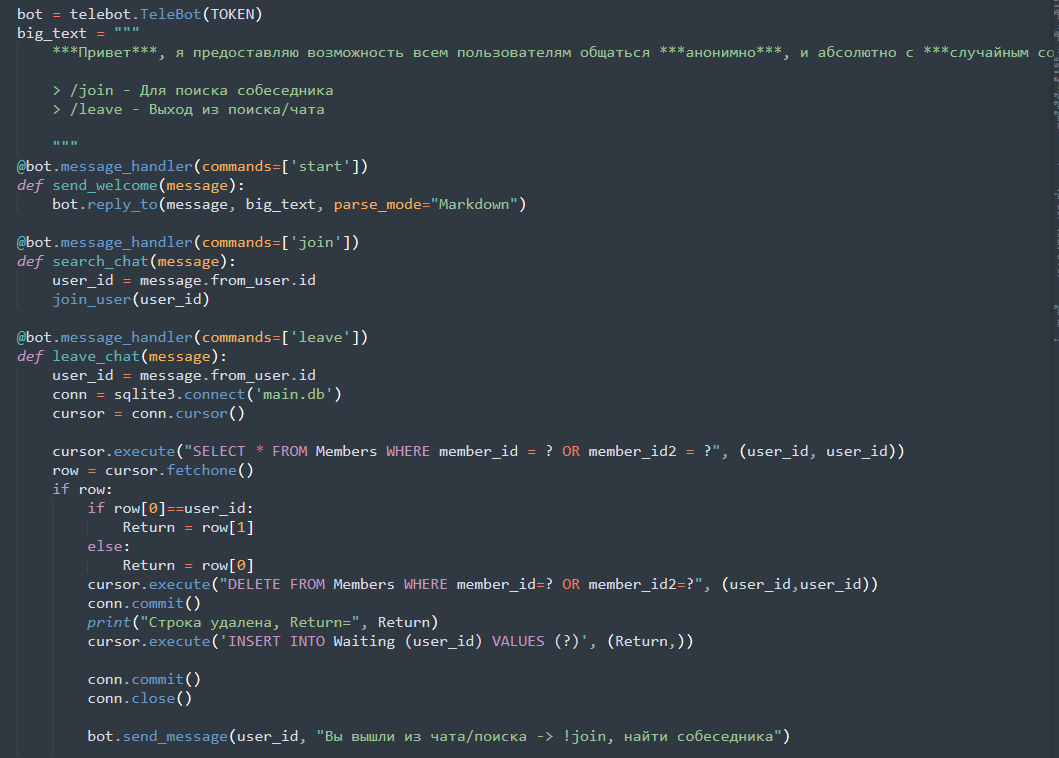 bot = telebot.TeleBot(TOKEN)
big_text = """
***Привет***, я предоставляю возможность всем пользователям общаться ***анонимно***, и абсолютно с ***случайным со
> /join - Для поиска собеседника
> /leave - Выход из поиска/чата
"""
@bot.message_handler(commands=['start'])
def send_welcome(message):
bot.reply_to(message, big_text, parse_mode="Markdown")
@bot.message_handler(commands=['join'])
def search_chat(message):
user_id = message.from_user.id
join_user(user_id)
@bot.message_handler(commands=['leave'])
def leave_chat(message):
user_id = message.from_user.id
conn = sqlite3.connect('main.db')
cursor = conn.cursor()
cursor.execute("SELECT * FROM Members WHERE member_id = ? OR member_id2 = ?", (user_id, user_id))
row = cursor.fetchone()
if row:
if row[0]==user_id:
Return = row[1]
else:
Return = row[0]
cursor.execute("DELETE FROM Members WHERE member_id=? OR member_id2=?", (user_id,user_id))
conn.commit()
print("Строка удалена, Return=", Return)
cursor.execute('INSERT INTO Waiting (user_id) VALUES (?)', (Return,))
conn.commit()
conn.close()
bot.send_message(user_id, "Вы вышли из чата/поиска -> !join, найти собеседника")